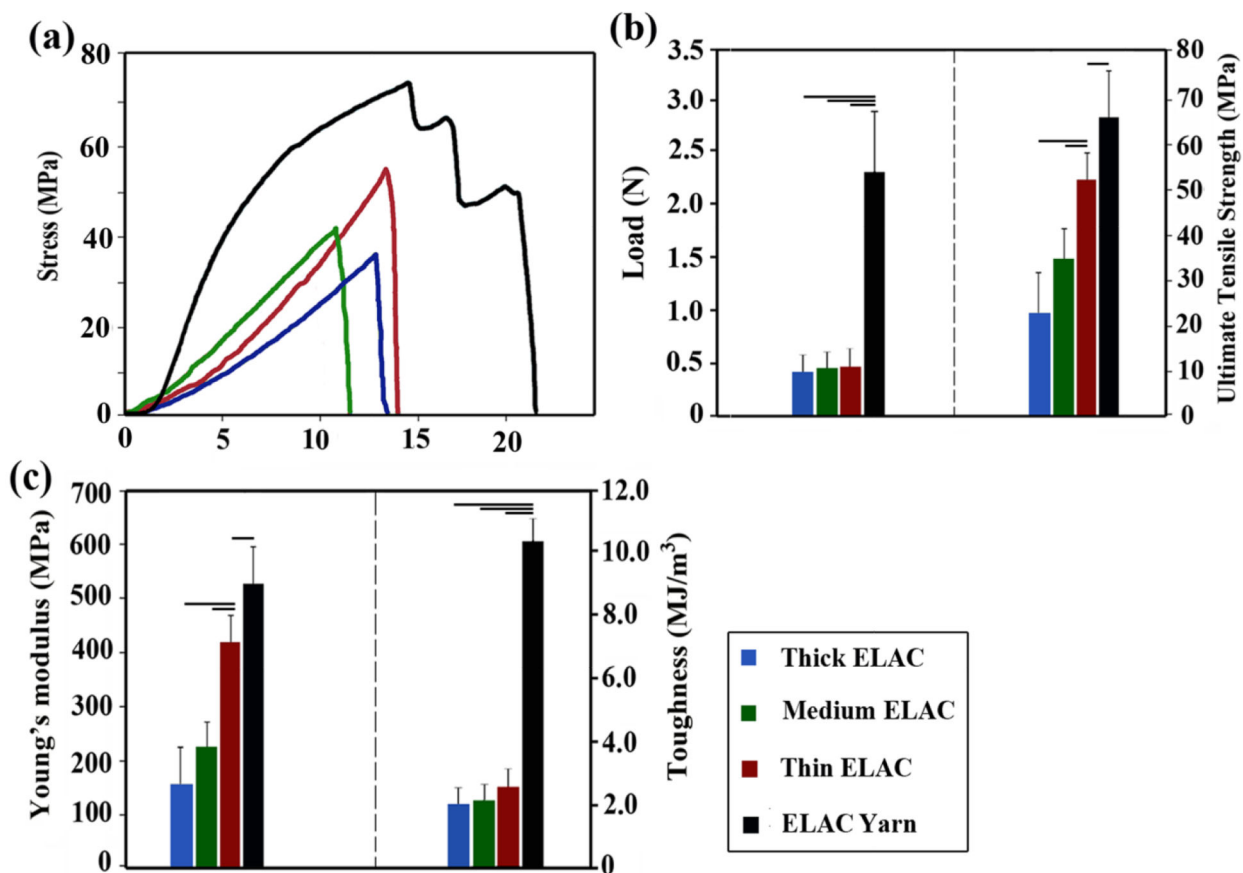 (a)
80
60
40
20
0
Stress (MPa)
0 5 10 15 20
(b)
3.5
3.0
2.5
2.0
1.5
1.0
0.5
0
Load (N)
80
70
60
50
40
30
20
10
0
Ultimate Tensile Strength (MPa)
(c)
700
600
500
400
300
200
100
0
Young's modulus (MPa)
12.0
10.0
8.0
6.0
4.0
2.0
0
Toughness (MJ/m³)
Thick ELAC
Medium ELAC
Thin ELAC
ELAC Yarn